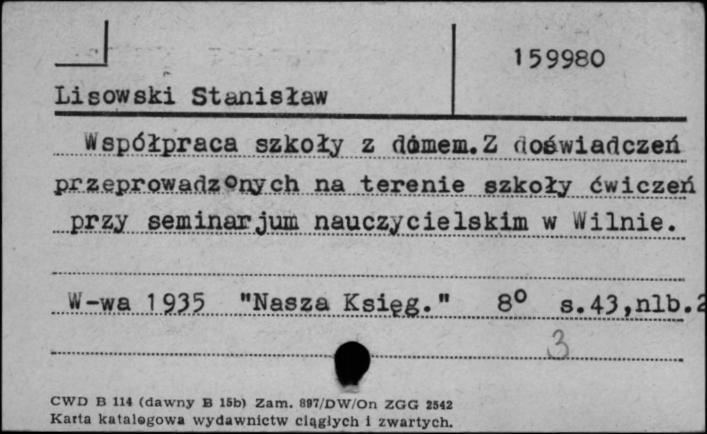 159980
Lisowski Stanisław
Współpraca szkoły z domem. Z doświadczeń
przeprowadzonych na terenie szkoły ćwiczeń
przy seminarjum nauczycielskim w Wilnie.
W-wa 1935 "Nasza Księg." 8° s.43,nlb.2
3
CWD B 114 (dawny B 15b) Zam. 897/DW/On ZGG 2542
Karta katalogowa wydawnictw ciągłych i zwartych.